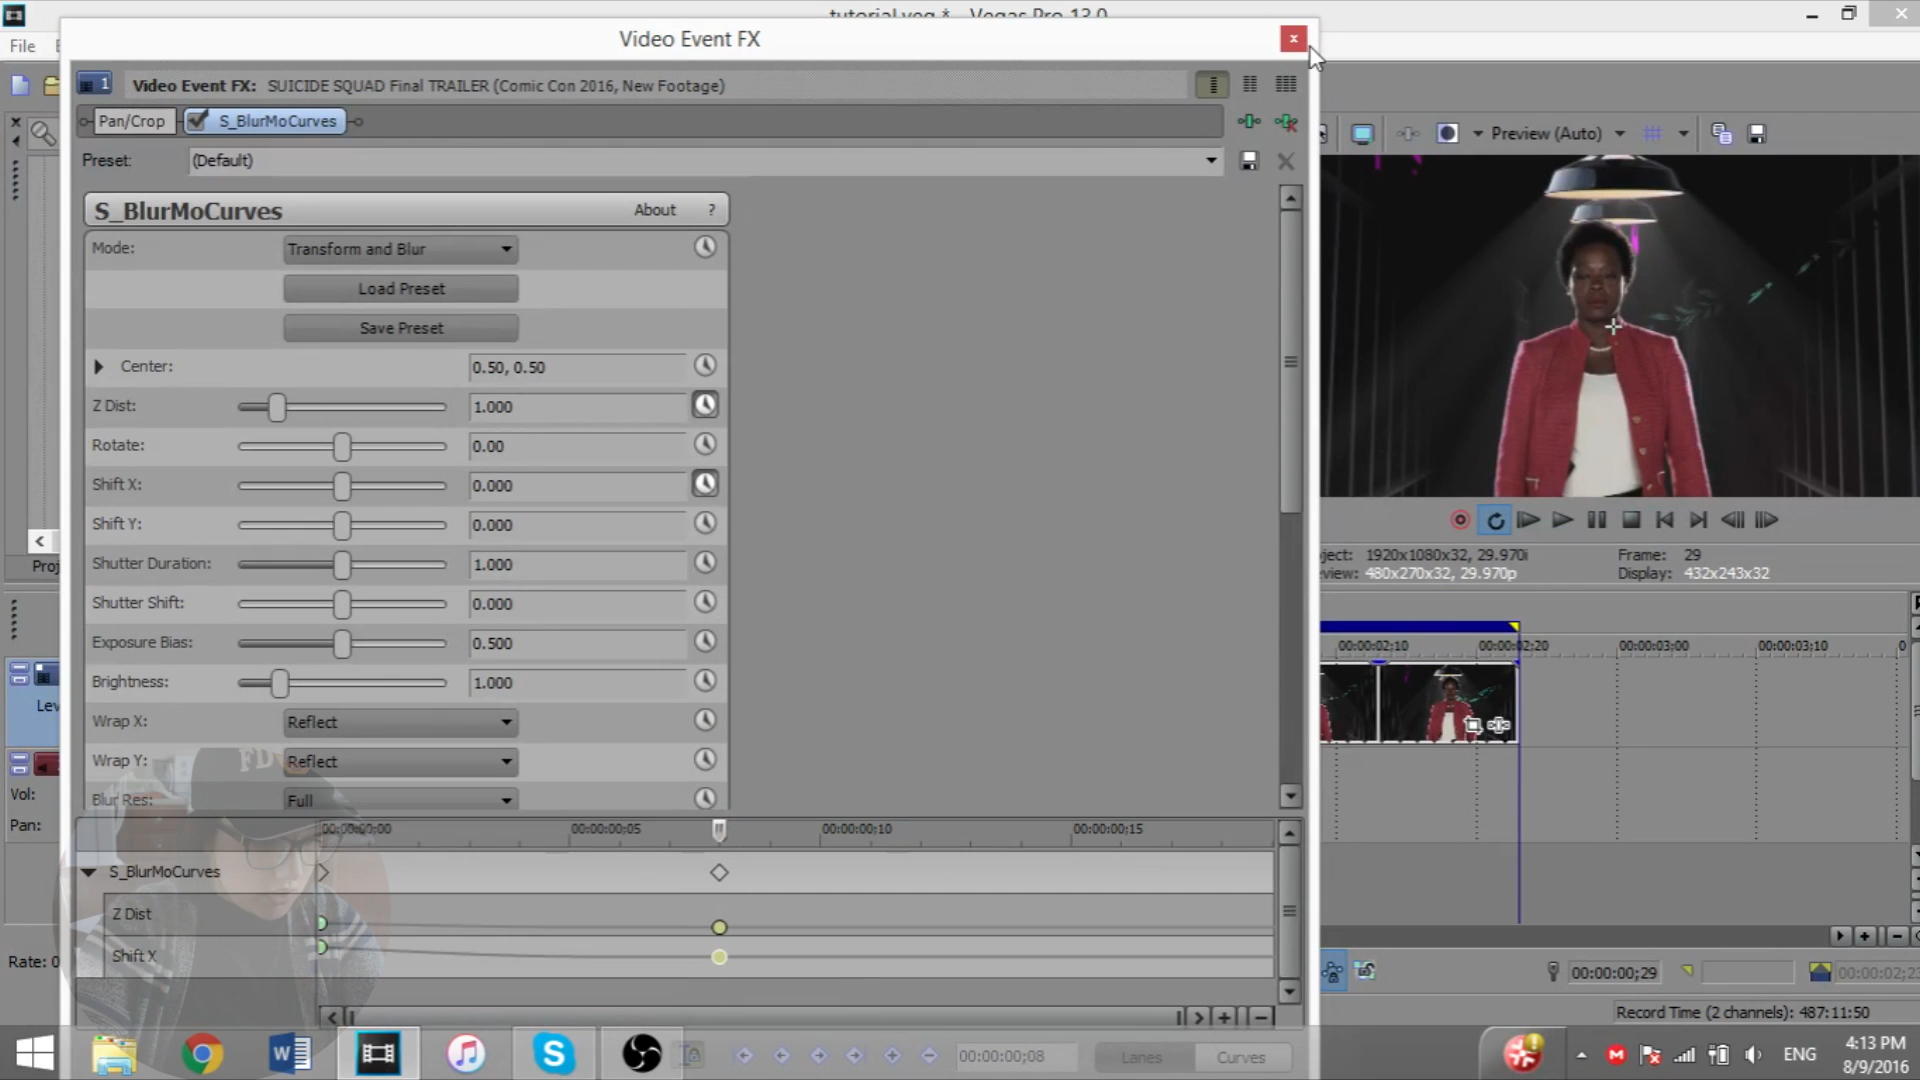 tutorial.veg * - Vegas Pro 13.0
File
Video Event FX
1
Video Event FX: SUICIDE SQUAD Final TRAILER (Comic Con 2016, New Footage)
Pan/Crop
S_BlurMoCurves
Preset:
(Default)
Preview (Auto)
S_BlurMoCurves
About
?
Mode:
Transform and Blur
Load Preset
Save Preset
Center:
0.50, 0.50
Z Dist:
1.000
Rotate:
0.00
Shift X:
0.000
Shift Y:
0.000
Shutter Duration:
1.000
Shutter Shift:
0.000
Exposure Bias:
0.500
Brightness:
1.000
Wrap X:
Reflect
Wrap Y:
Reflect
Blur Res:
Full
Proj
Lev
Vol:
Pan:
Rate: 0
ject: 1920x1080x32, 29.970i
Frame: 29
view: 480x270x32, 29.970p
Display: 432x243x32
00:00:02;10
00:00:02;20
00:00:03;00
00:00:03;10
0
00:00:00;00
00:00:00;05
00:00:00;10
00:00:00;15
S_BlurMoCurves
Z Dist
Shift X
00:00:00;29
00:00:02;23
Record Time (2 channels): 487:11:50
00:00:00;08
Lanes
Curves
ENG
4:13 PM
8/9/2016